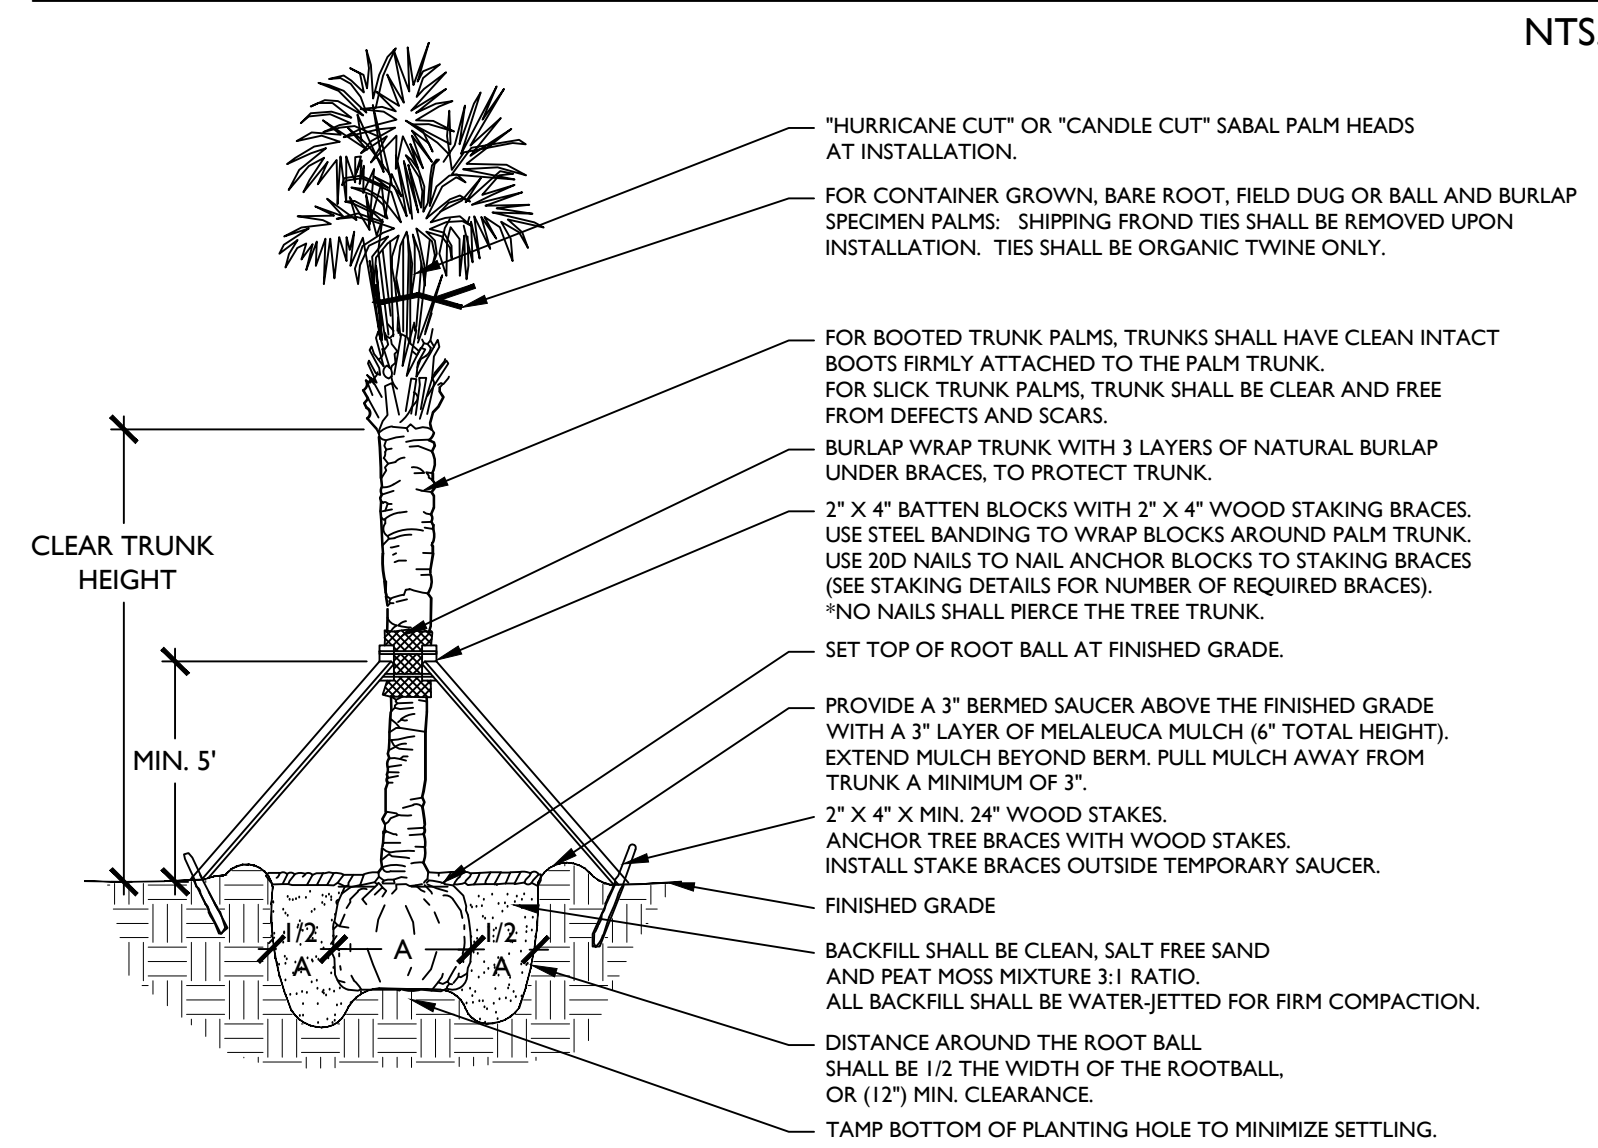 NTS.
"HURRICANE CUT" OR "CANDLE CUT" SABAL PALM HEADS
AT INSTALLATION.
FOR CONTAINER GROWN, BARE ROOT, FIELD DUG OR BALL AND BURLAP
SPECIMEN PALMS: SHIPPING FROND TIES SHALL BE REMOVED UPON
INSTALLATION. TIES SHALL BE ORGANIC TWINE ONLY.
FOR BOOTED TRUNK PALMS, TRUNKS SHALL HAVE CLEAN INTACT
BOOTS FIRMLY ATTACHED TO THE PALM TRUNK.
FOR SLICK TRUNK PALMS, TRUNK SHALL BE CLEAR AND FREE
FROM DEFECTS AND SCARS.
BURLAP WRAP TRUNK WITH 3 LAYERS OF NATURAL BURLAP
UNDER BRACES, TO PROTECT TRUNK.
2" X 4" BATTEN BLOCKS WITH 2" X 4" WOOD STAKING BRACES.
USE STEEL BANDING TO WRAP BLOCKS AROUND PALM TRUNK.
USE 20D NAILS TO NAIL ANCHOR BLOCKS TO STAKING BRACES
(SEE STAKING DETAILS FOR NUMBER OF REQUIRED BRACES).
*NO NAILS SHALL PIERCE THE TREE TRUNK.
SET TOP OF ROOT BALL AT FINISHED GRADE.
PROVIDE A 3" BERMED SAUCER ABOVE THE FINISHED GRADE
WITH A 3" LAYER OF MELALEUCA MULCH (6" TOTAL HEIGHT).
EXTEND MULCH BEYOND BERM. PULL MULCH AWAY FROM
TRUNK A MINIMUM OF 3".
2" X 4" X MIN. 24" WOOD STAKES.
ANCHOR TREE BRACES WITH WOOD STAKES.
INSTALL STAKE BRACES OUTSIDE TEMPORARY SAUCER.
FINISHED GRADE
BACKFILL SHALL BE CLEAN, SALT FREE SAND
AND PEAT MOSS MIXTURE 3:1 RATIO.
ALL BACKFILL SHALL BE WATER-JETTED FOR FIRM COMPACTION.
DISTANCE AROUND THE ROOT BALL
SHALL BE 1/2 THE WIDTH OF THE ROOTBALL,
OR (12") MIN. CLEARANCE.
TAMP BOTTOM OF PLANTING HOLE TO MINIMIZE SETTLING.
CLEAR TRUNK
HEIGHT
MIN. 5'
1/2
A
A
1/2
A